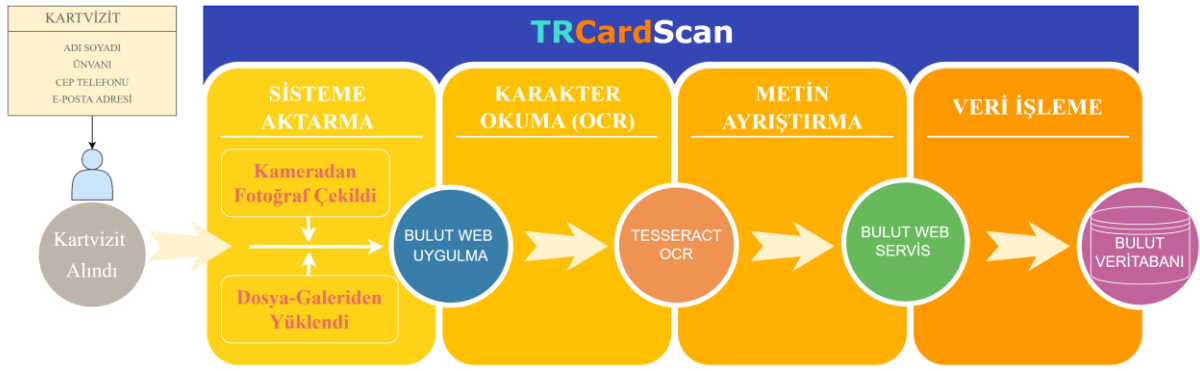 KARTVİZİT
ADI SOYADI
ÜNVANI
CEP TELEFONU
E-POSTA ADRESİ
Kartvizit
Alındı
TRCardScan
SİSTEME
AKTARMA
Kameradan
Fotoğraf Çekildi
Dosya-Galeriden
Yüklendi
BULUT WEB
UYGULMA
KARAKTER
OKUMA (OCR)
TESSERACT
OCR
METİN
AYRIŞTIRMA
BULUT WEB
SERVİS
VERİ İŞLEME
BULUT
VERİTABANI